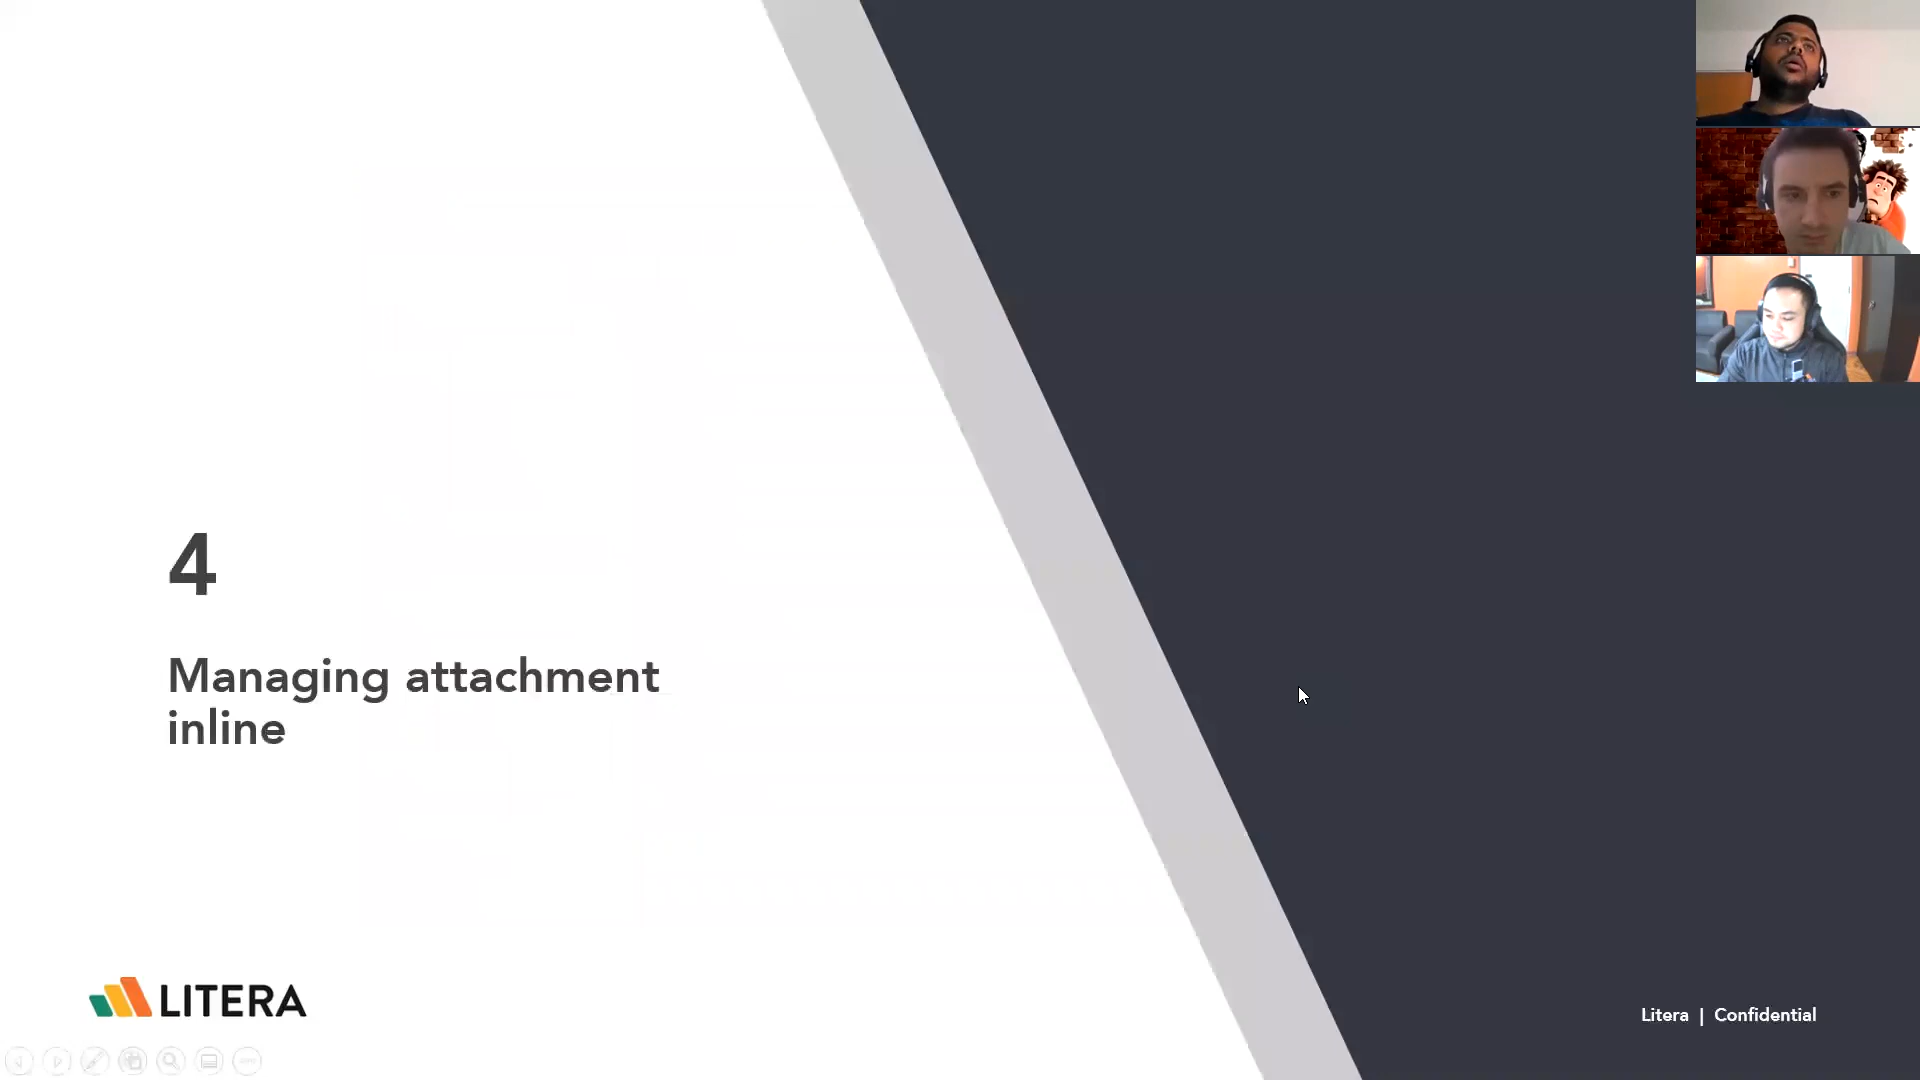 4
Managing attachment
inline
LITERA
Litera | Confidential